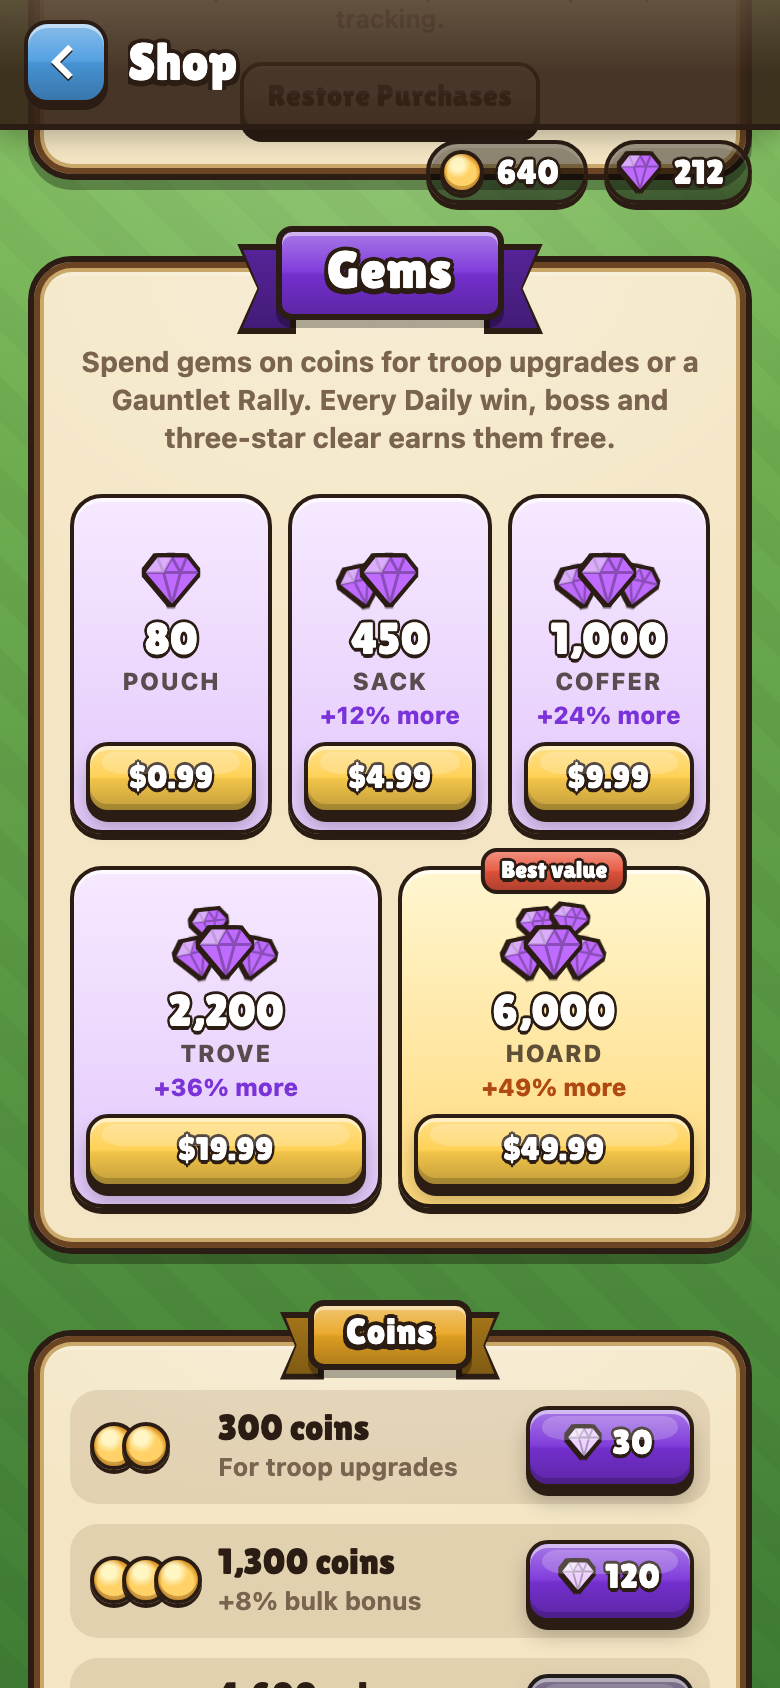 tracking.
Shop
Restore Purchases
640
212
Gems
Spend gems on coins for troop upgrades or a
Gauntlet Rally. Every Daily win, boss and
three-star clear earns them free.
80
POUCH
$0.99
450
SACK
+12% more
$4.99
1,000
COFFER
+24% more
$9.99
2,200
TROVE
+36% more
$19.99
Best value
6,000
HOARD
+49% more
$49.99
Coins
300 coins
For troop upgrades
30
1,300 coins
+8% bulk bonus
120